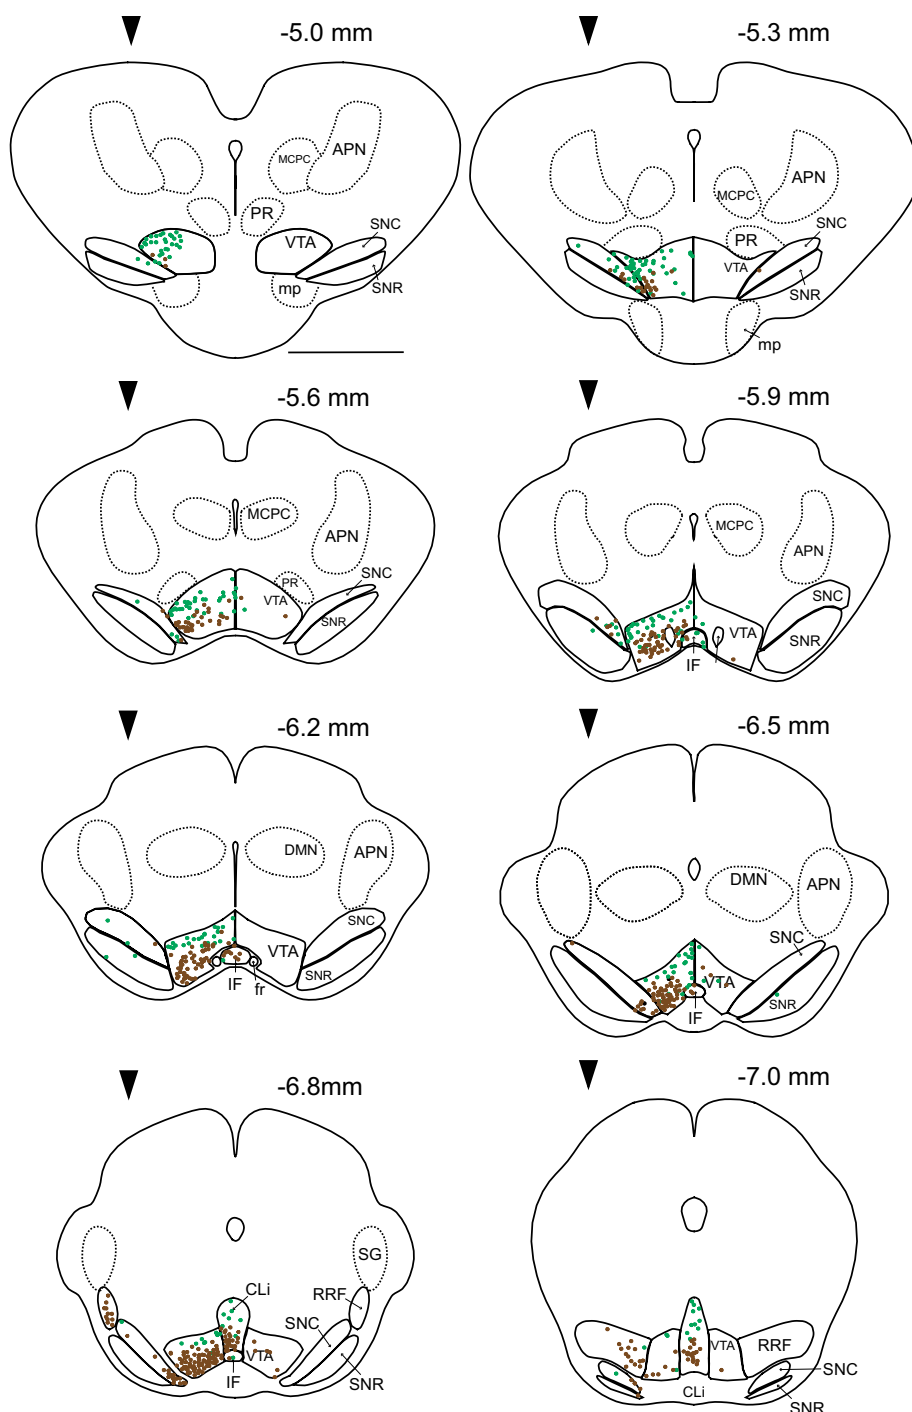 -5.0 mm
MCPC
APN
PR
SNC
VTA
mp
SNR
-5.3 mm
MCPC
APN
SNC
PR
VTA
SNR
mp
-5.6 mm
MCPC
APN
SNC
PR
VTA
SNR
-5.9 mm
MCPC
APN
SNC
VTA
SNR
IF
-6.2 mm
DMN
APN
SNC
VTA
SNR
IF
fr
-6.5 mm
DMN
APN
SNC
VTA
SNR
IF
-6.8mm
SG
CLi
RRF
SNC
VTA
IF
SNR
-7.0 mm
VTA
RRF
SNC
CLi
SNR